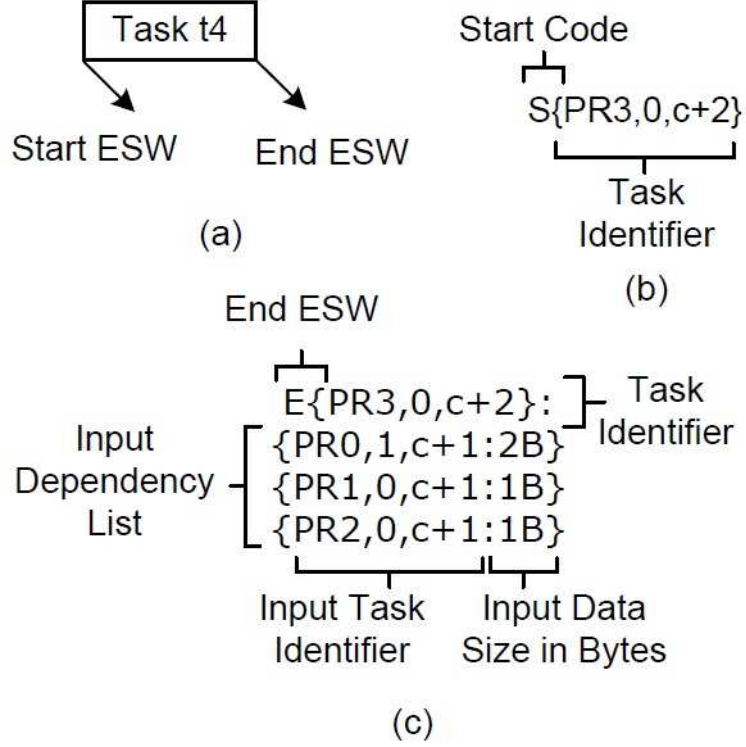 Task t4
Start ESW
End ESW
(a)
Start Code
S{PR3,0,c+2}
Task
Identifier
(b)
End ESW
E{PR3,0,c+2}:
Task
Identifier
Input
Dependency
List
{PR0,1,c+1:2B}
{PR1,0,c+1:1B}
{PR2,0,c+1:1B}
Input Task
Identifier
Input Data
Size in Bytes
(c)